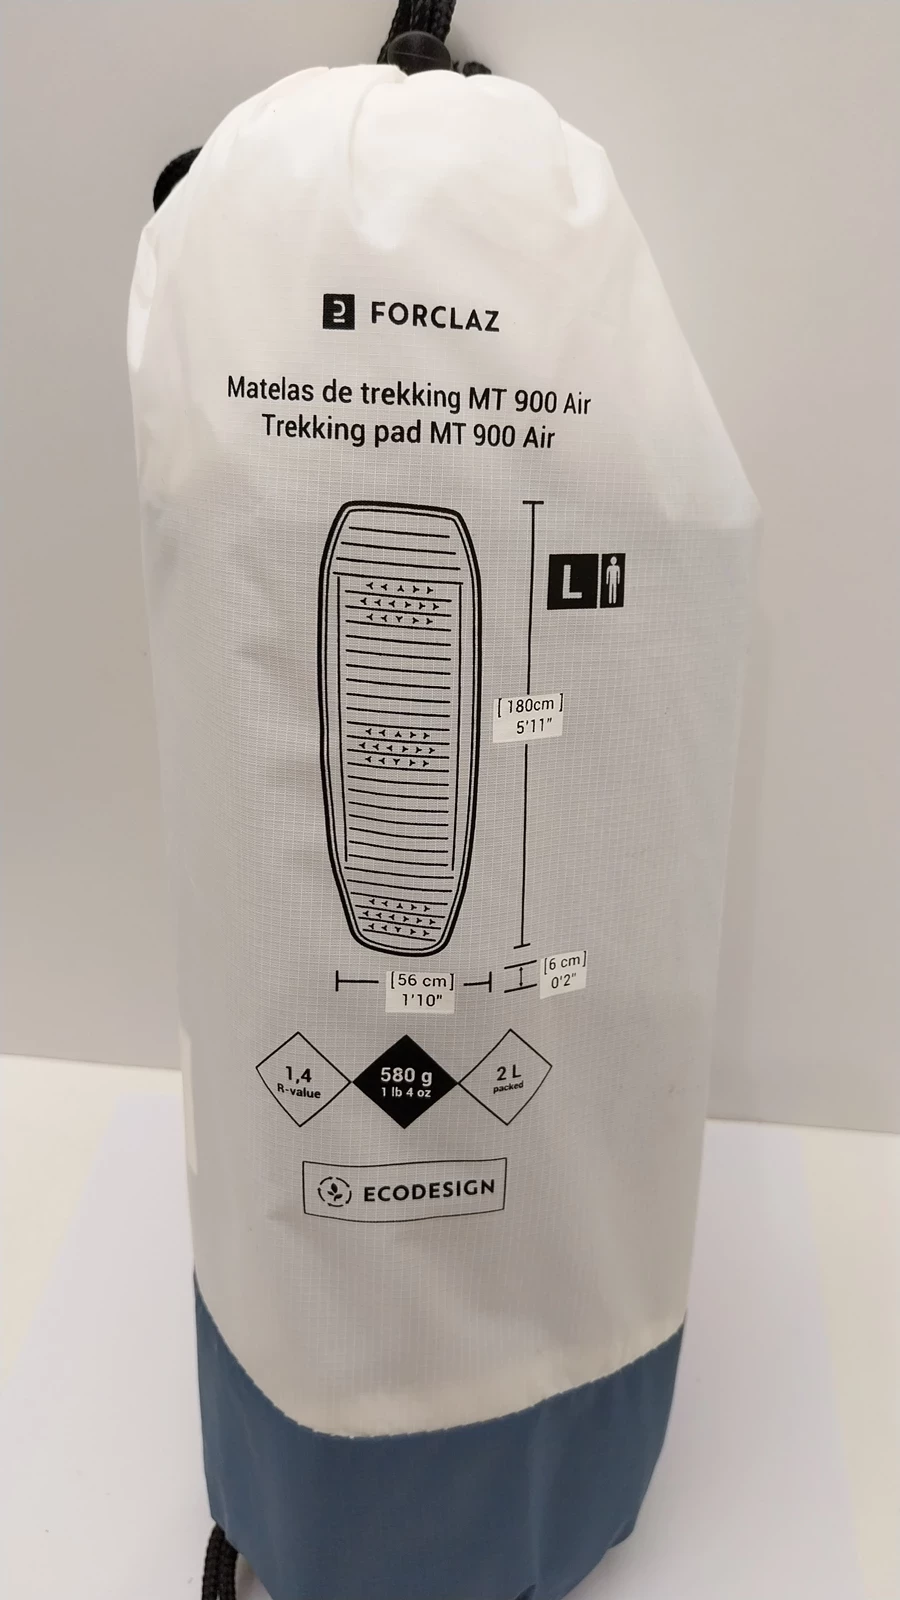 FORCLAZ
Matelas de trekking MT 900 Air
Trekking pad MT 900 Air
L
[ 180cm ]
5'11"
[6 cm]
0'2"
[56 cm]
1'10"
1,4
R-value
580 g
1 lb 4 oz
2 L
packed
ECODESIGN